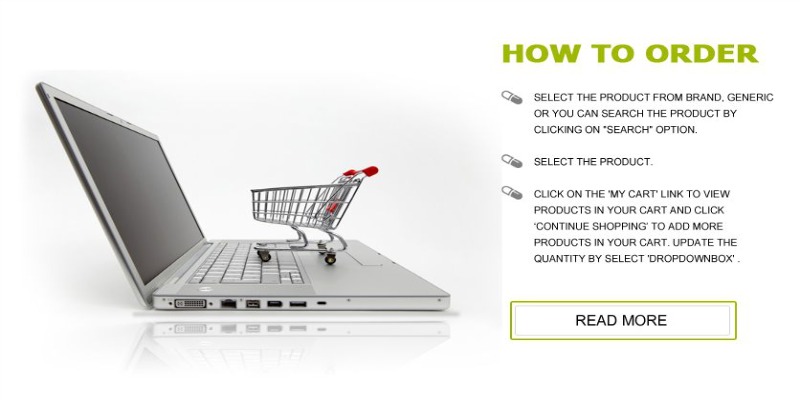 HOW TO ORDER
SELECT THE PRODUCT FROM BRAND, GENERIC
OR YOU CAN SEARCH THE PRODUCT BY
CLICKING ON "SEARCH" OPTION.
SELECT THE PRODUCT.
CLICK ON THE 'MY CART' LINK TO VIEW
PRODUCTS IN YOUR CART AND CLICK
‘CONTINUE SHOPPING’ TO ADD MORE
PRODUCTS IN YOUR CART. UPDATE THE
QUANTITY BY SELECT 'DROPDOWNBOX' .
READ MORE